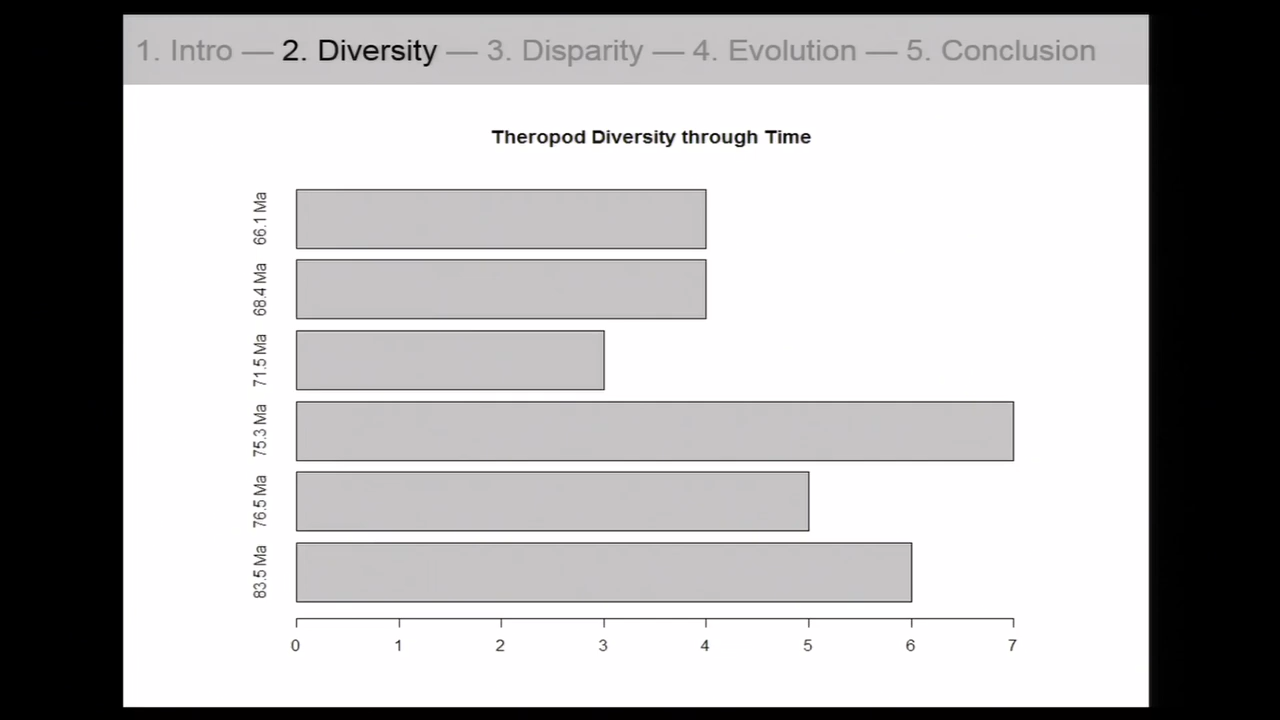 1. Intro — 2. Diversity — 3. Disparity — 4. Evolution — 5. Conclusion
Theropod Diversity through Time
66.1 Ma
68.4 Ma
71.5 Ma
75.3 Ma
76.5 Ma
83.5 Ma
0 1 2 3 4 5 6 7